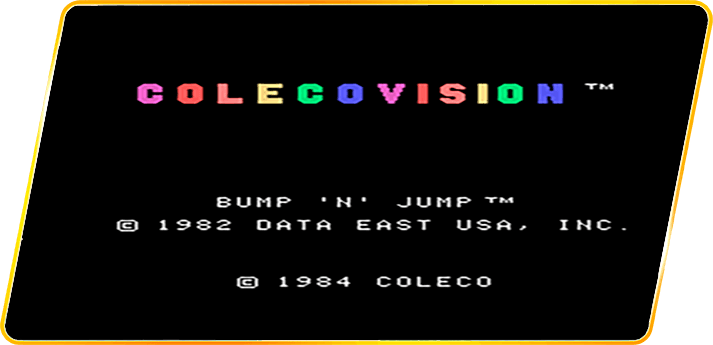 COLECOVISION™
BUMP 'N' JUMP™
© 1982 DATA EAST USA, INC.
© 1984 COLECO